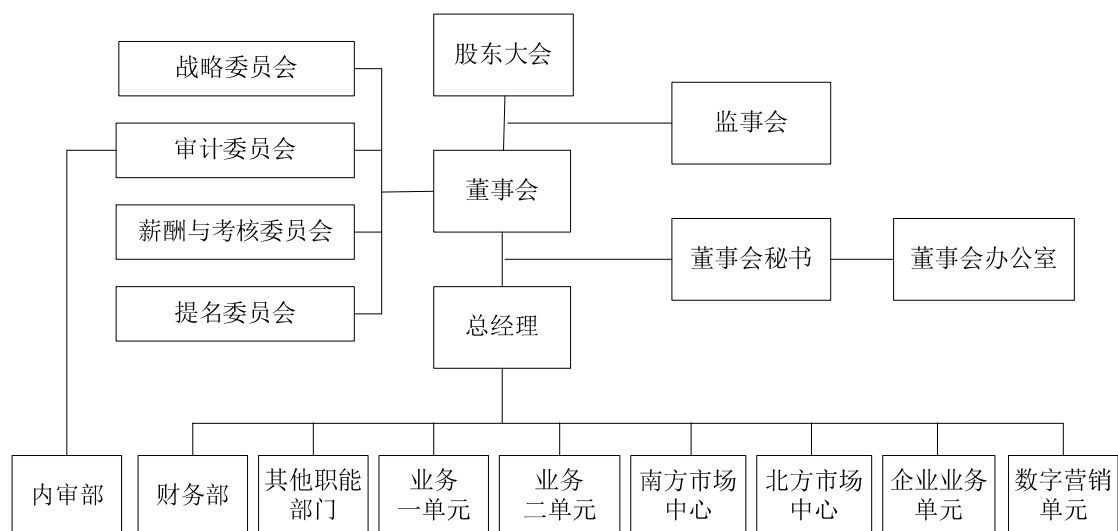 股东大会
战略委员会
监事会
审计委员会
董事会
薪酬与考核委员会
董事会秘书
董事会办公室
提名委员会
总经理
内审部
财务部
其他职能
部门
业务
一单元
业务
二单元
南方市场
中心
北方市场
中心
企业业务
单元
数字营销
单元